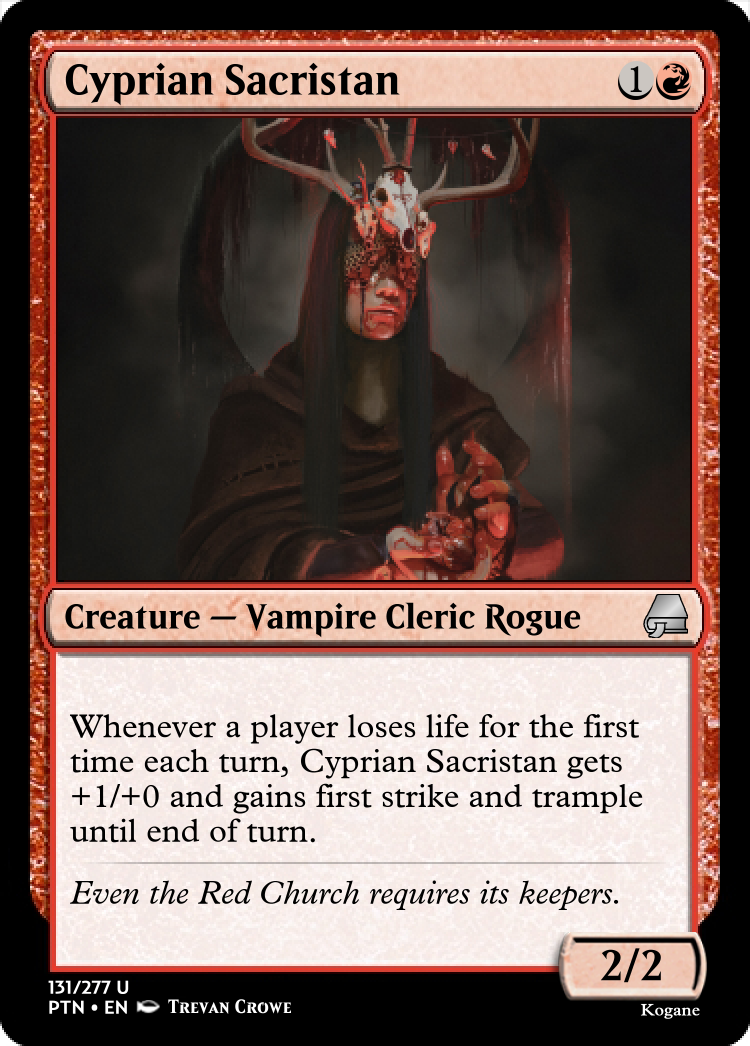 Cyprian Sacristan
1
Creature — Vampire Cleric Rogue
Whenever a player loses life for the first
time each turn, Cyprian Sacristan gets
+1/+0 and gains first strike and trample
until end of turn.
Even the Red Church requires its keepers.
2/2
131/277 U
PTN • EN Trevan Crowe
Kogane